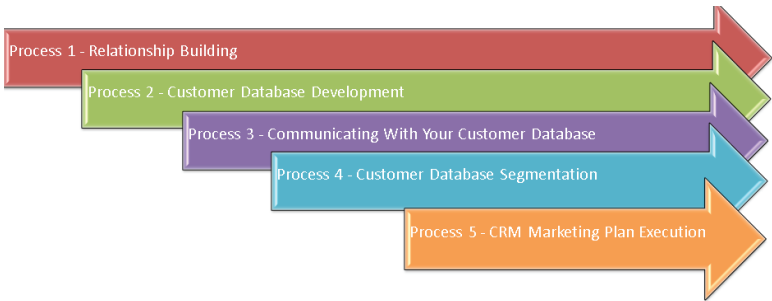 Process 1 - Relationship Building
Process 2 - Customer Database Development
Process 3 - Communicating With Your Customer Database
Process 4 - Customer Database Segmentation
Process 5 - CRM Marketing Plan Execution